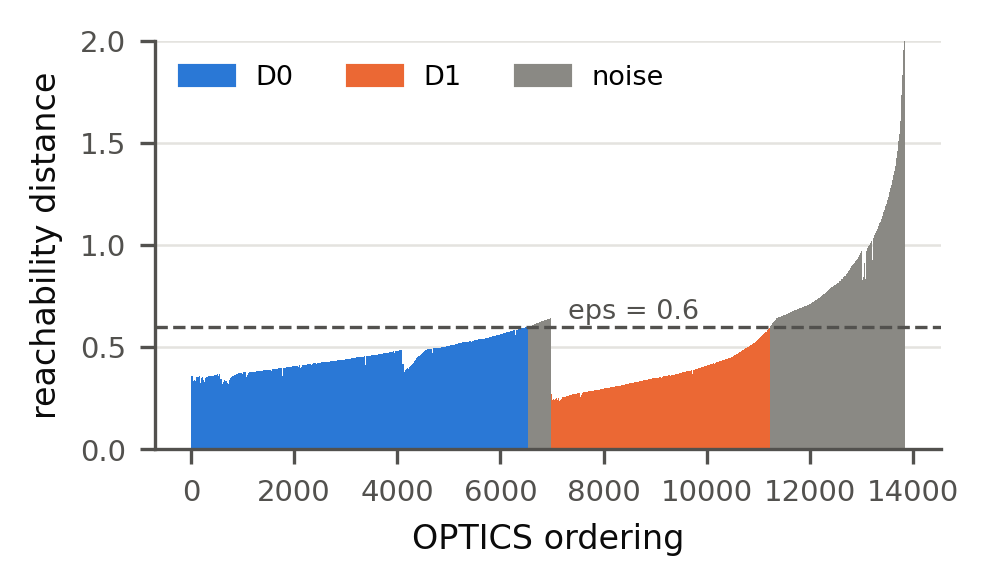 reachability distance
2.0
1.5
1.0
0.5
0.0
D0 D1 noise
eps = 0.6
0 2000 4000 6000 8000 10000 12000 14000
OPTICS ordering